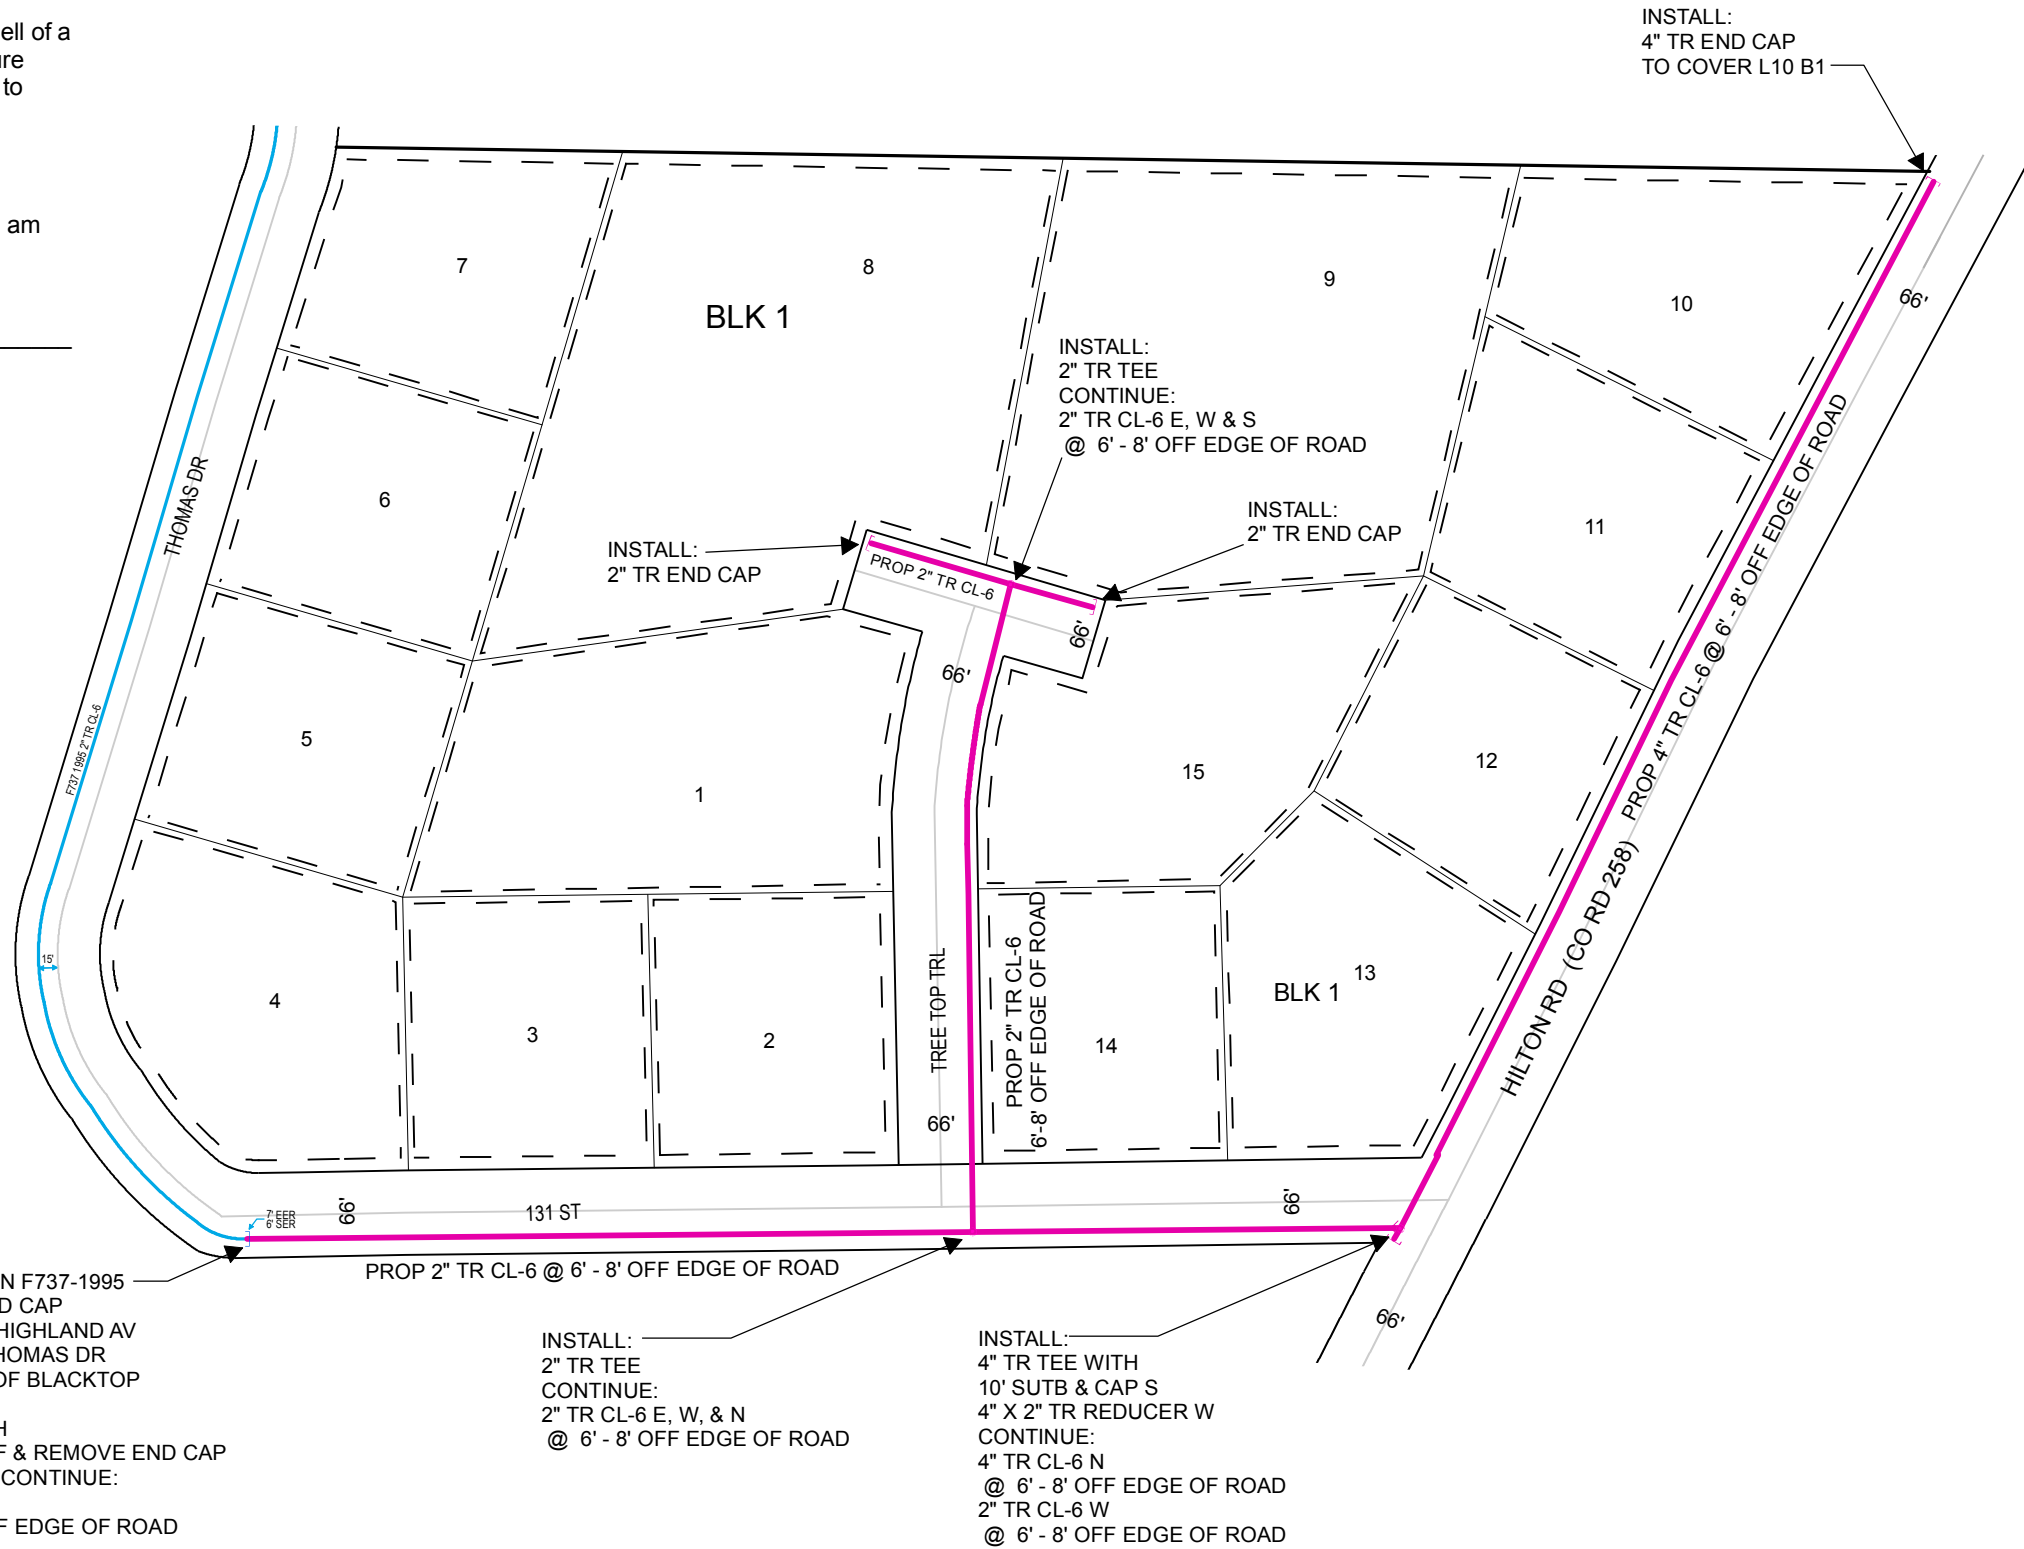 ell of a
ure
to
am
INSTALL:
4" TR END CAP
TO COVER L10 B1
7
8
9
10
BLK 1
66'
INSTALL:
2" TR TEE
CONTINUE:
2" TR CL-6 E, W & S
@ 6' - 8' OFF EDGE OF ROAD
THOMAS DR
6
INSTALL:
2" TR END CAP
INSTALL:
2" TR END CAP
11
PROP 2" TR CL-6
66'
66'
F737 1995 2" TR CL-6
5
1
15
12
PROP 4" TR CL-6 @ 6' - 8' OFF EDGE OF ROAD
HILTON RD (CO RD 258)
15'
4
3
2
TREE TOP TRL
PROP 2" TR CL-6
6'-8' OFF EDGE OF ROAD
14
13
BLK 1
66'
7' EER
6' SER
66'
131 ST
66'
PROP 2" TR CL-6 @ 6' - 8' OFF EDGE OF ROAD
66'
N F737-1995
D CAP
HIGHLAND AV
HOMAS DR
OF BLACKTOP
H
F & REMOVE END CAP
CONTINUE:
F EDGE OF ROAD
INSTALL:
2" TR TEE
CONTINUE:
2" TR CL-6 E, W, & N
@ 6' - 8' OFF EDGE OF ROAD
INSTALL:
4" TR TEE WITH
10' SUTB & CAP S
4" X 2" TR REDUCER W
CONTINUE:
4" TR CL-6 N
@ 6' - 8' OFF EDGE OF ROAD
2" TR CL-6 W
@ 6' - 8' OFF EDGE OF ROAD